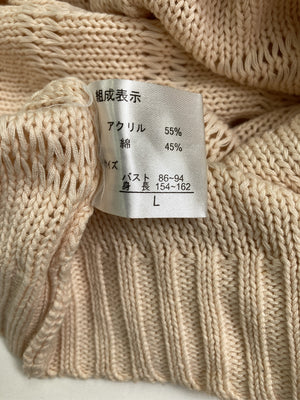 組成表示
アクリル 55%
綿 45%
サイズ
バスト 86~94
身長 154~162
L